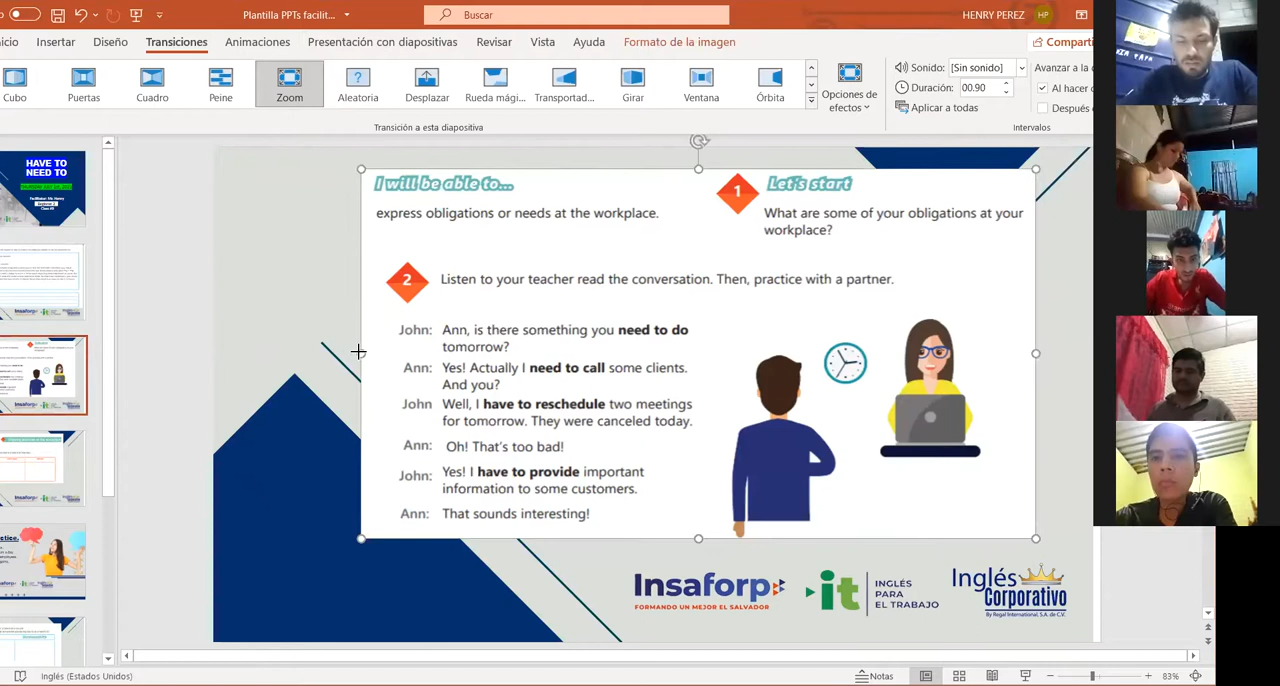 Plantilla PPTs facilit...
Buscar
HENRY PEREZ
HP
Insertar
Diseño
Transiciones
Animaciones
Presentación con diapositivas
Revisar
Vista
Ayuda
Formato de la imagen
Cubo
Puertas
Cuadro
Peine
Zoom
Aleatoria
Desplazar
Rueda mági...
Transportad...
Girar
Ventana
Órbita
Opciones de
efectos
Sonido:
[Sin sonido]
Duración:
00.90
Aplicar a todas
Transición a esta diapositiva
Intervalos
HAVE TO
NEED TO
I will be able to...
express obligations or needs at the workplace.
1
Let's start
What are some of your obligations at your
workplace?
2
Listen to your teacher read the conversation. Then, practice with a partner.
John: Ann, is there something you need to do
tomorrow?
Ann: Yes! Actually I need to call some clients.
And you?
John Well, I have to reschedule two meetings
for tomorrow. They were canceled today.
Ann: Oh! That's too bad!
John: Yes! I have to provide important
information to some customers.
Ann: That sounds interesting!
Insaforp
FORMANDO UN MEJOR EL SALVADOR
it
INGLÉS
PARA
EL TRABAJO
Inglés
Corporativo
By Regal International, S.A. de C.V.
Inglés (Estados Unidos)
Notas
83%